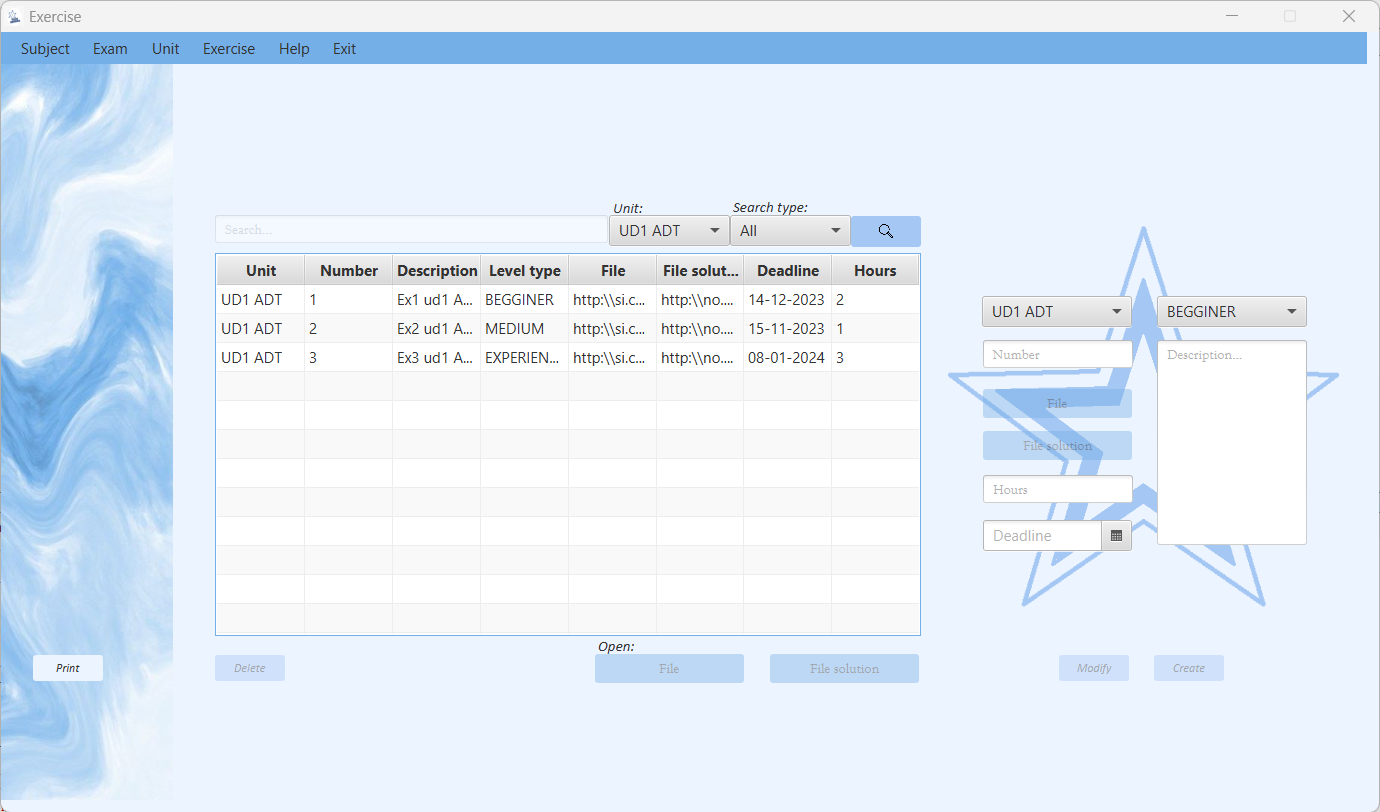 Exercise
Subject Exam Unit Exercise Help Exit
Unit: Search type:
Search... UD1 ADT All
Unit Number Description Level type File File solut... Deadline Hours
UD1 ADT 1 Ex1 ud1 A... BEGGINER http:\\si.c... http:\\no.... 14-12-2023 2
UD1 ADT 2 Ex2 ud1 A... MEDIUM http:\\si.c... http:\\no.... 15-11-2023 1
UD1 ADT 3 Ex3 ud1 A... EXPERIEN... http:\\si.c... http:\\no.... 08-01-2024 3
UD1 ADT BEGGINER
Number Description...
File
File solution
Hours
Deadline
Open:
Print Delete File File solution Modify Create